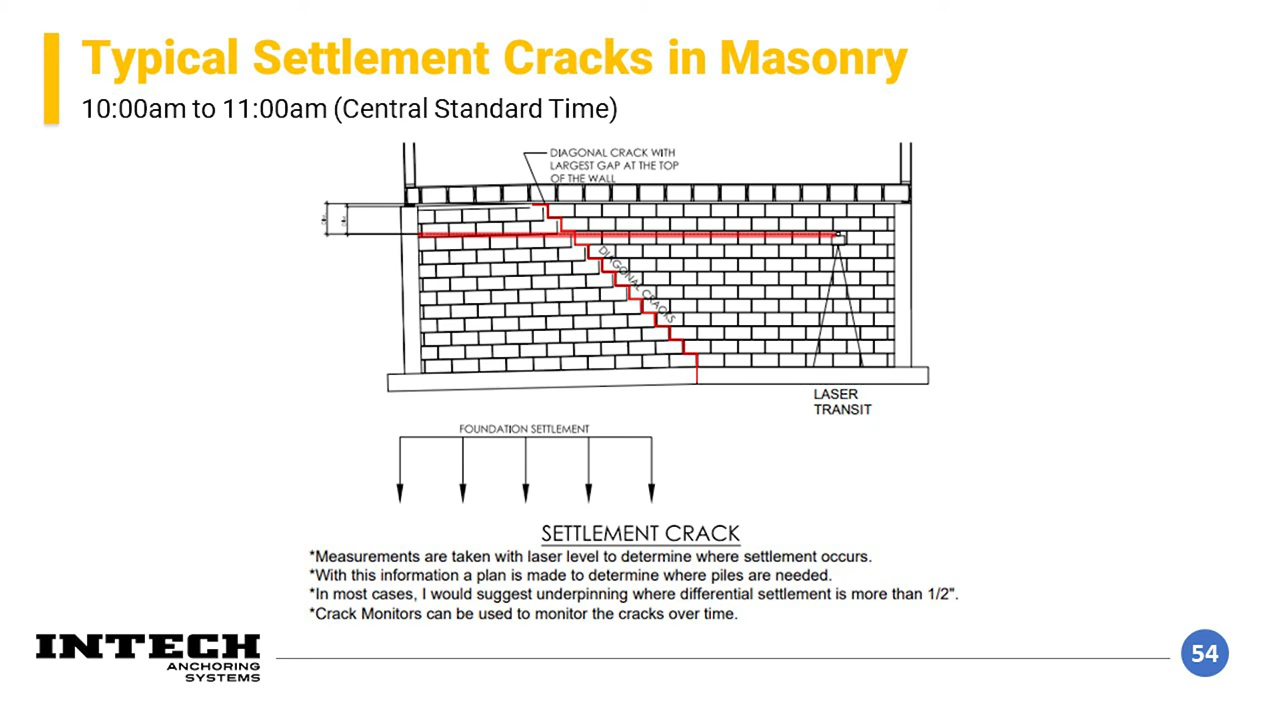 Typical Settlement Cracks in Masonry
10:00am to 11:00am (Central Standard Time)
DIAGONAL CRACK WITH
LARGEST GAP AT THE TOP
OF THE WALL
DIAGONAL CRACKS
LASER
TRANSIT
FOUNDATION SETTLEMENT
SETTLEMENT CRACK
*Measurements are taken with laser level to determine where settlement occurs.
*With this information a plan is made to determine where piles are needed.
*In most cases, I would suggest underpinning where differential settlement is more than 1/2".
*Crack Monitors can be used to monitor the cracks over time.
INTECH
ANCHORING
SYSTEMS
54